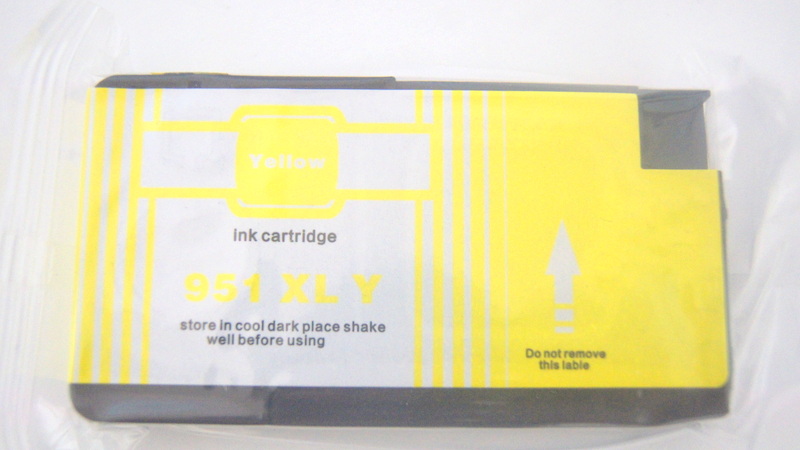 Yellow
ink cartridge
951 XL Y
store in cool dark place shake
well before using
Do not remove
this lable